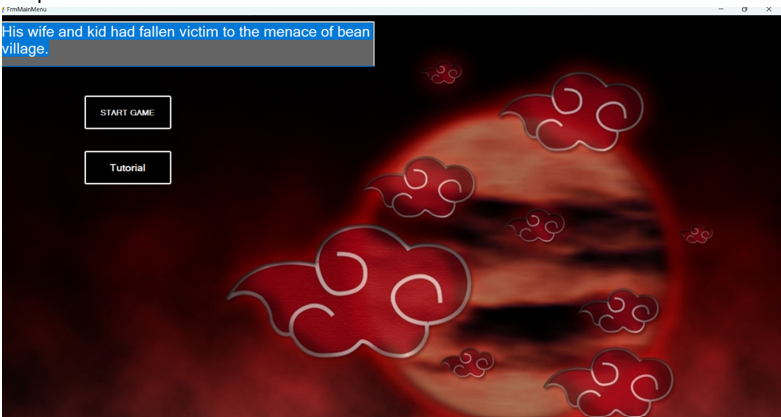 FrmMainMenu
His wife and kid had fallen victim to the menace of bean
village.
START GAME
Tutorial